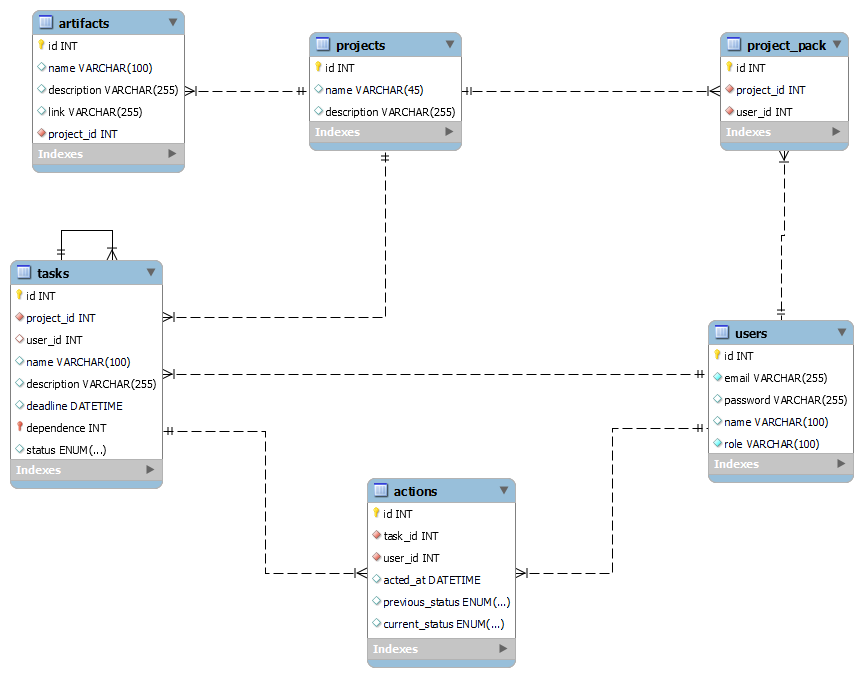 artifacts
id INT
name VARCHAR(100)
description VARCHAR(255)
link VARCHAR(255)
project_id INT
Indexes
projects
id INT
name VARCHAR(45)
description VARCHAR(255)
Indexes
project_pack
id INT
project_id INT
user_id INT
Indexes
tasks
id INT
project_id INT
user_id INT
name VARCHAR(100)
description VARCHAR(255)
deadline DATETIME
dependence INT
status ENUM(...)
Indexes
users
id INT
email VARCHAR(255)
password VARCHAR(255)
name VARCHAR(100)
role VARCHAR(100)
Indexes
actions
id INT
task_id INT
user_id INT
acted_at DATETIME
previous_status ENUM(...)
current_status ENUM(...)
Indexes